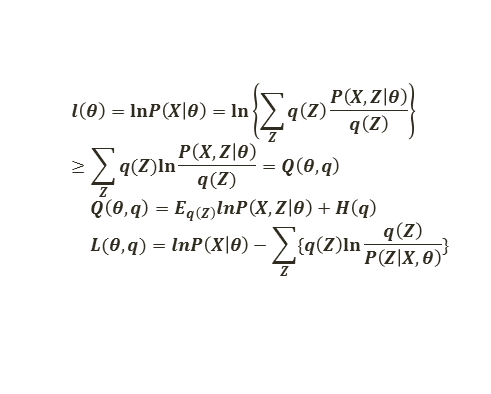 l(θ) = lnP(X|θ) = ln{∑_Z q(Z) P(X,Z|θ)/q(Z)}
≥ ∑_Z q(Z)ln P(X,Z|θ)/q(Z) = Q(θ,q)
Q(θ,q) = E_q(Z) lnP(X,Z|θ) + H(q)
L(θ,q) = lnP(X|θ) − ∑_Z {q(Z)ln q(Z)/P(Z|X,θ)}